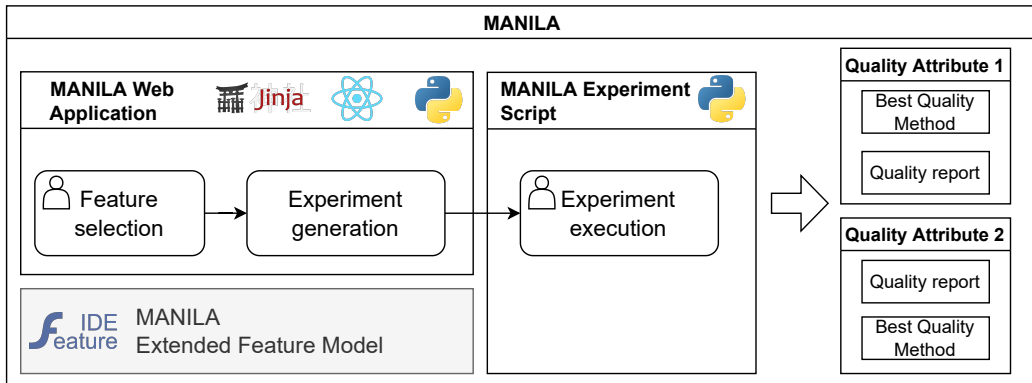 MANILA
MANILA Web
Application
Jinja
Feature
selection
Experiment
generation
MANILA Experiment
Script
Experiment
execution
Feature
IDE
MANILA
Extended Feature Model
Quality Attribute 1
Best Quality
Method
Quality report
Quality Attribute 2
Quality report
Best Quality
Method